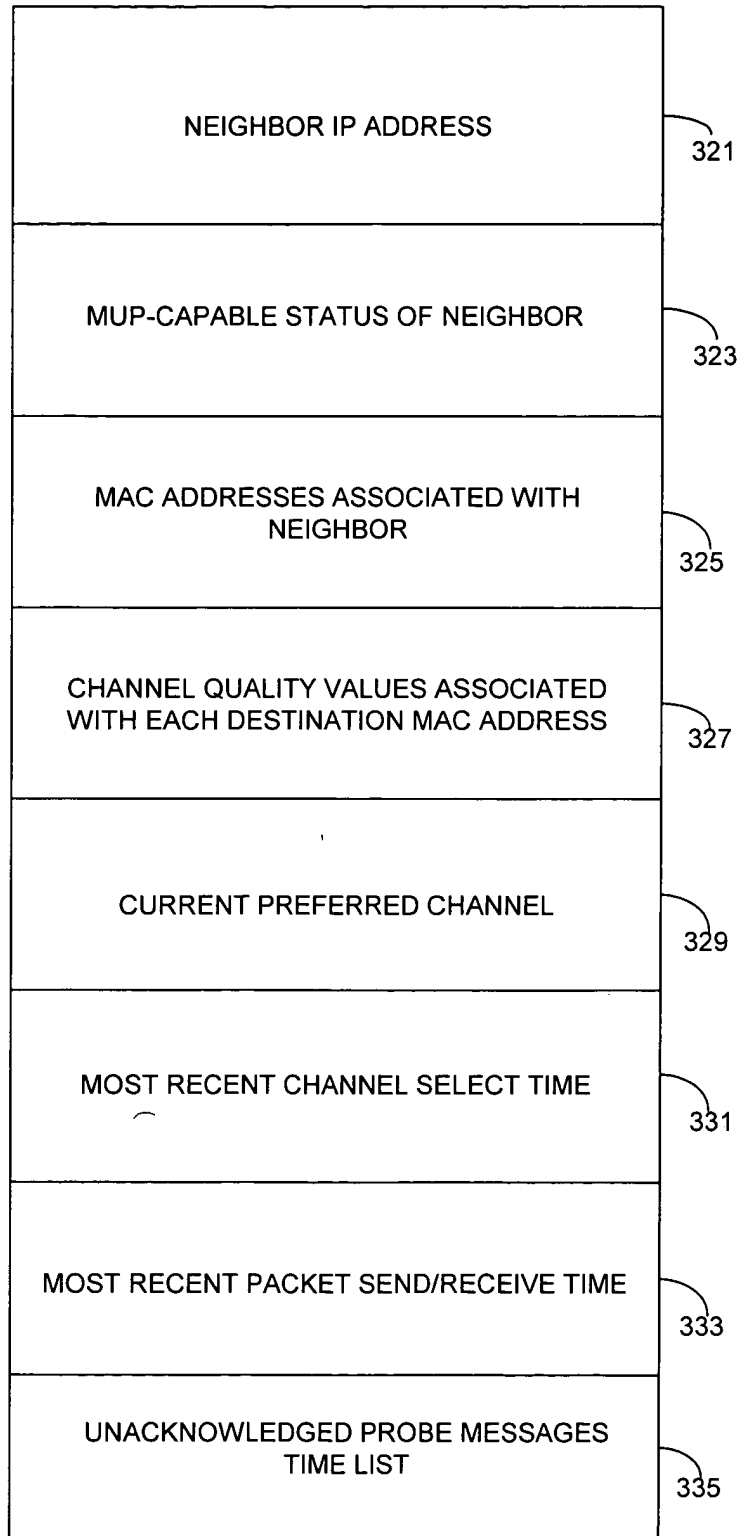 NEIGHBOR IP ADDRESS
321
MUP-CAPABLE STATUS OF NEIGHBOR
323
MAC ADDRESSES ASSOCIATED WITH
NEIGHBOR
325
CHANNEL QUALITY VALUES ASSOCIATED
WITH EACH DESTINATION MAC ADDRESS
327
CURRENT PREFERRED CHANNEL
329
MOST RECENT CHANNEL SELECT TIME
331
MOST RECENT PACKET SEND/RECEIVE TIME
333
UNACKNOWLEDGED PROBE MESSAGES
TIME LIST
335